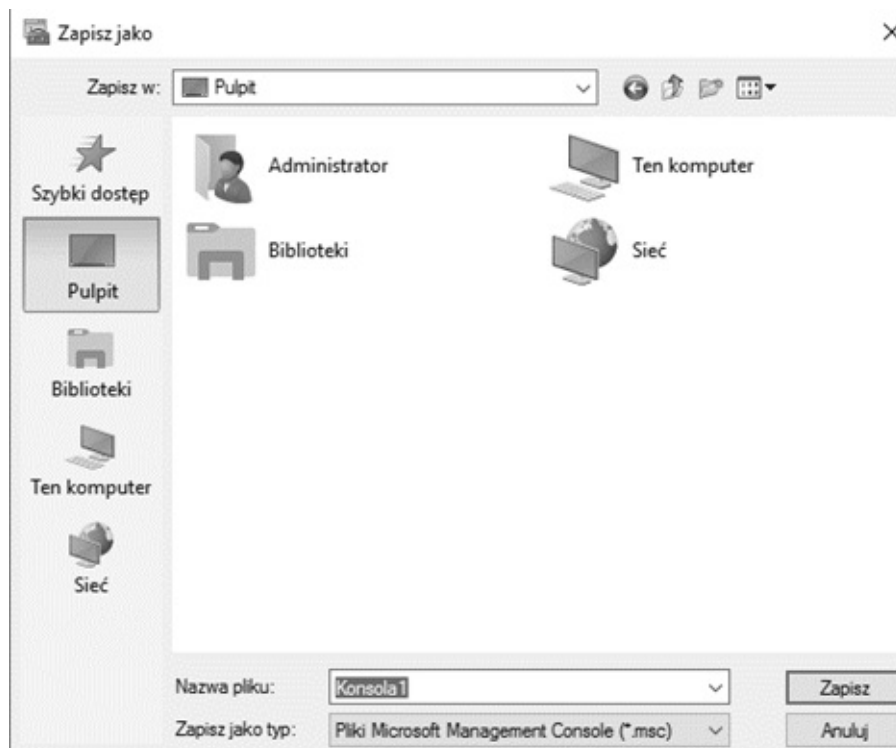 Zapisz jako
Zapisz w: Pulpit
Szybki dostęp
Pulpit
Biblioteki
Ten komputer
Sieć
Administrator
Ten komputer
Biblioteki
Sieć
Nazwa pliku: Konsola1 Zapisz
Zapisz jako typ: Pliki Microsoft Management Console (*.msc) Anuluj